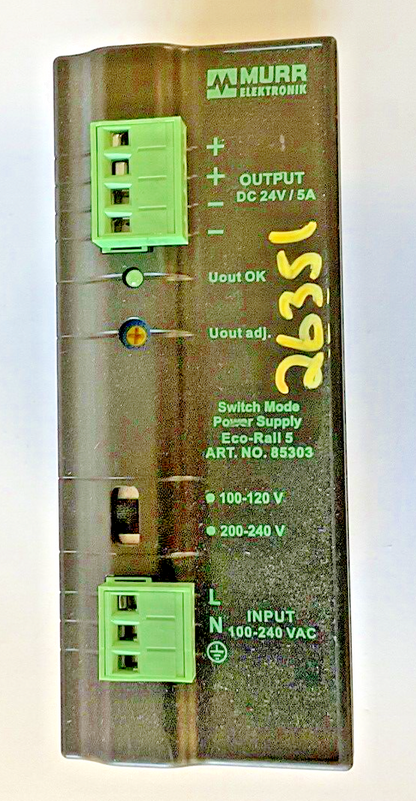 MURR
ELEKTRONIK
+
+
-
-
OUTPUT
DC 24V / 5A
Uout OK
Uout adj.
26351
Switch Mode
Power Supply
Eco-Rail 5
ART. NO. 85303
100-120 V
200-240 V
L
N
INPUT
100-240 VAC